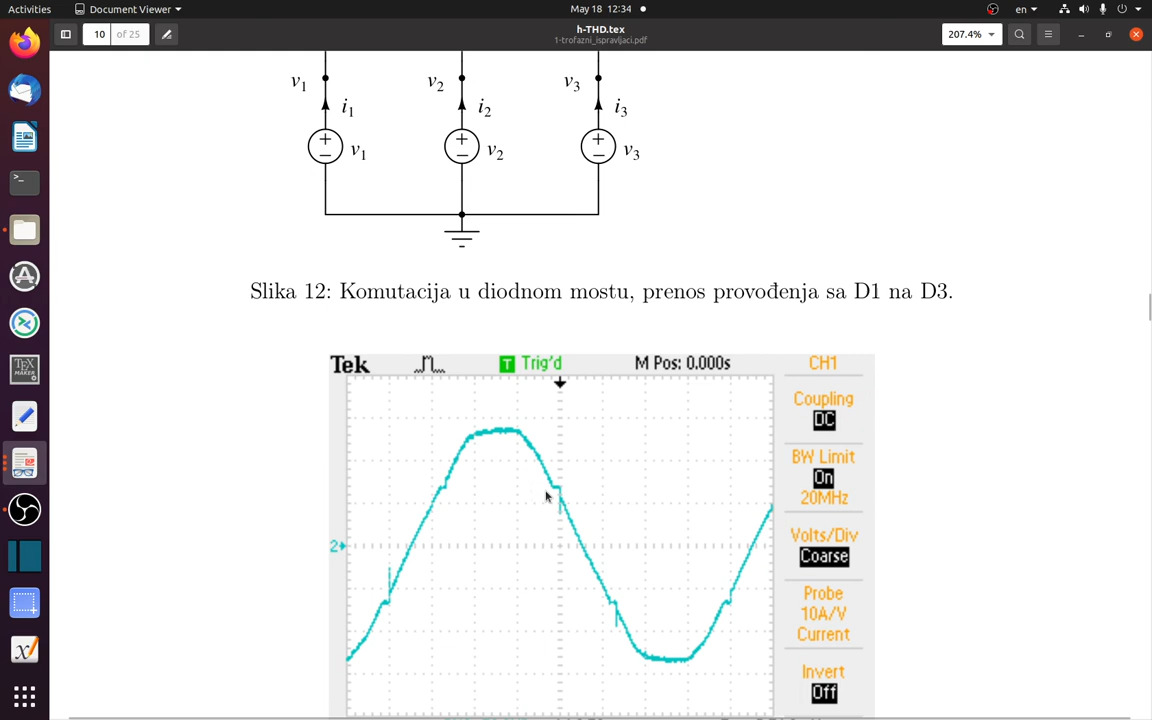 Activities
Document Viewer
May 18 12:34
en
10
of 25
h-THD.tex
1-trofazni_ispravljaci.pdf
207.4%
v1
v2
v3
i1
i2
i3
v1
v2
v3
Slika 12: Komutacija u diodnom mostu, prenos provođenja sa D1 na D3.
Tek
T Trig'd
M Pos: 0.000s
CH1
Coupling
DC
BW Limit
On
20MHz
2
Volts/Div
Coarse
Probe
10A/V
Current
Invert
Off
TEX
MAKER